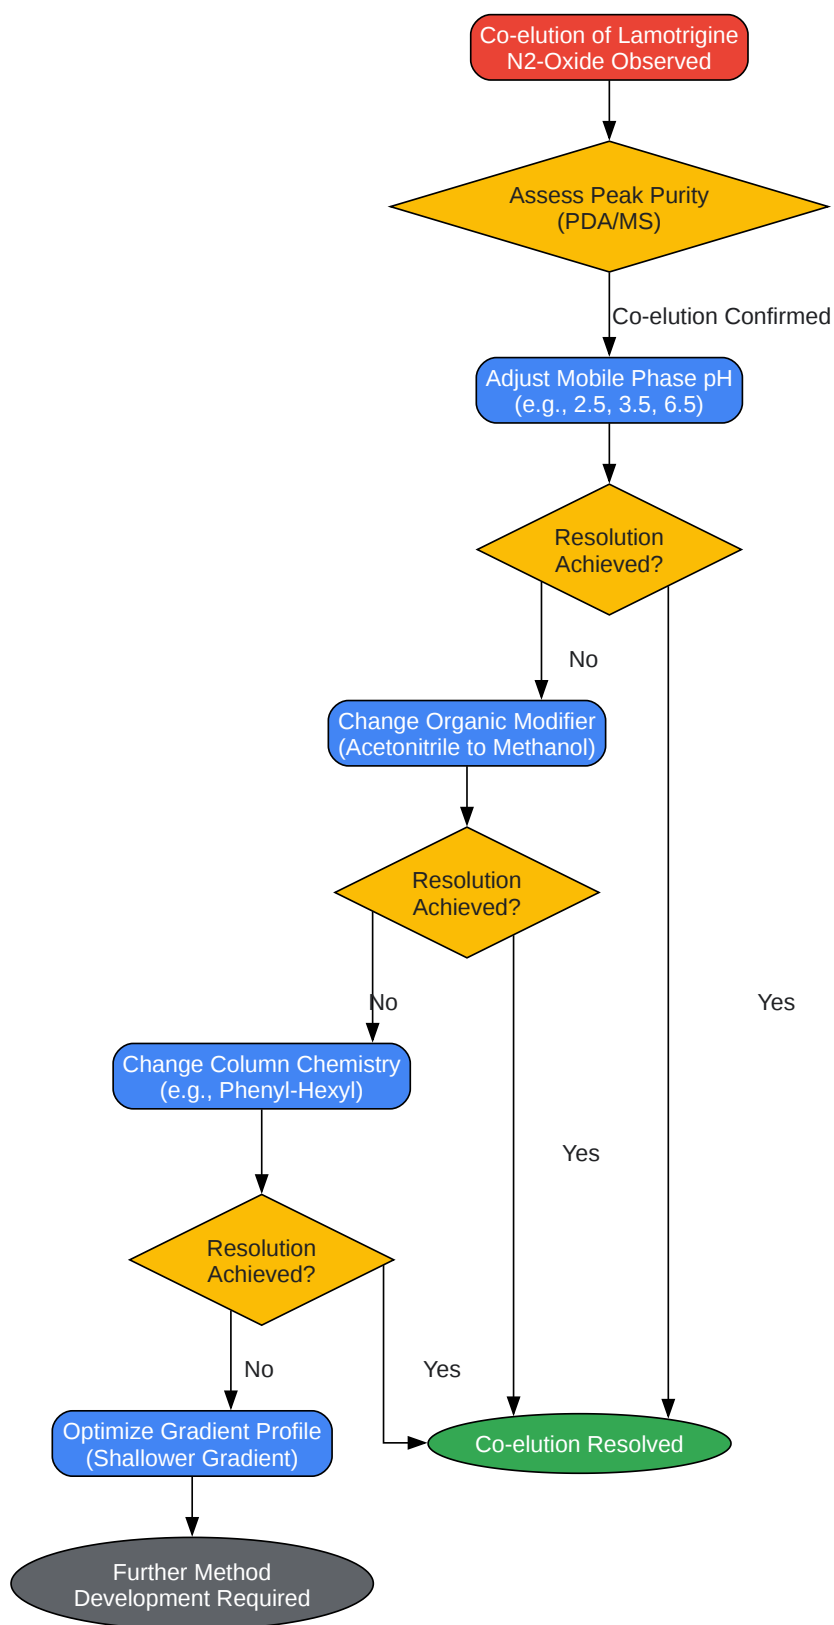 Co-elution of Lamotrigine
N2-Oxide Observed
Assess Peak Purity
(PDA/MS)
Co-elution Confirmed
Adjust Mobile Phase pH
(e.g., 2.5, 3.5, 6.5)
Resolution
Achieved?
No
Change Organic Modifier
(Acetonitrile to Methanol)
Resolution
Achieved?
No
Yes
Change Column Chemistry
(e.g., Phenyl-Hexyl)
Yes
Resolution
Achieved?
No
Yes
Optimize Gradient Profile
(Shallower Gradient)
Co-elution Resolved
Further Method
Development Required